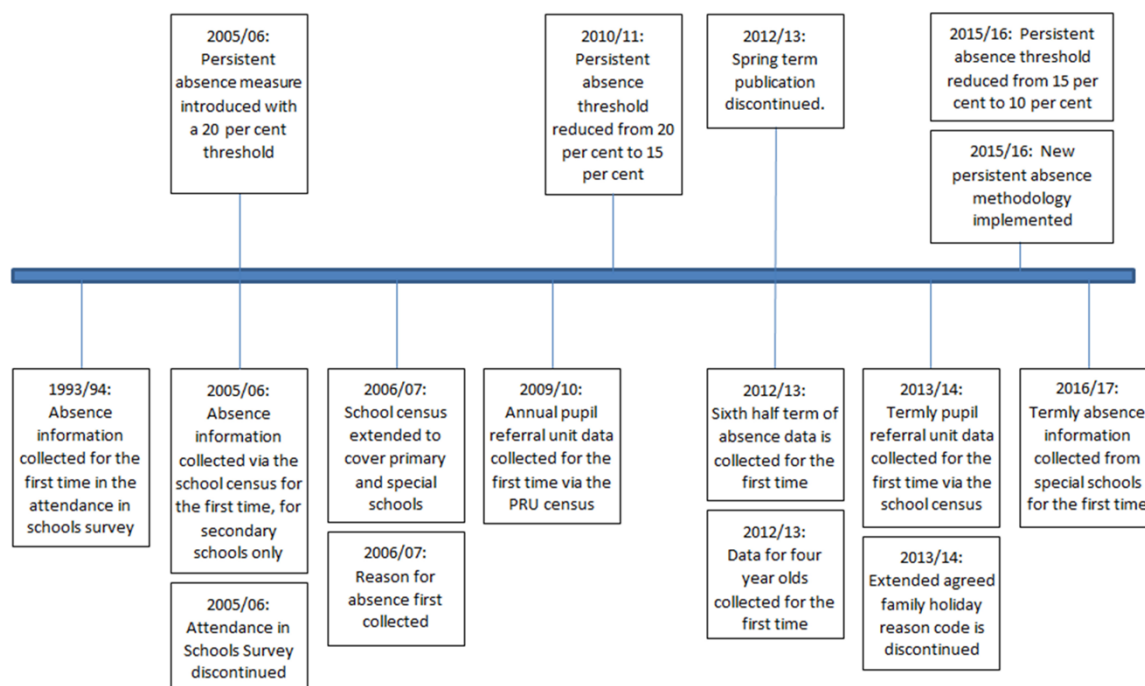 2005/06:
Persistent
absence measure
introduced with
a 20 per cent
threshold
2010/11:
Persistent
absence
threshold
reduced from 20
per cent to 15
per cent
2012/13:
Spring term
publication
discontinued.
2015/16: Persistent
absence threshold
reduced from 15 per
cent to 10 per cent
2015/16: New
persistent absence
methodology
implemented
1993/94:
Absence
information
collected for the
first time in the
attendance in
schools survey
2005/06:
Absence
information
collected via the
school census for
the first time, for
secondary
schools only
2005/06:
Attendance in
Schools Survey
discontinued
2006/07:
School census
extended to
cover primary
and special
schools
2006/07:
Reason for
absence first
collected
2009/10:
Annual pupil
referral unit data
collected for the
first time via the
PRU census
2012/13:
Sixth half term of
absence data is
collected for the
first time
2012/13:
Data for four
year olds
collected for the
first time
2013/14:
Termly pupil
referral unit data
collected for the
first time via the
school census
2013/14:
Extended agreed
family holiday
reason code is
discontinued
2016/17:
Termly absence
information
collected from
special schools
for the first time